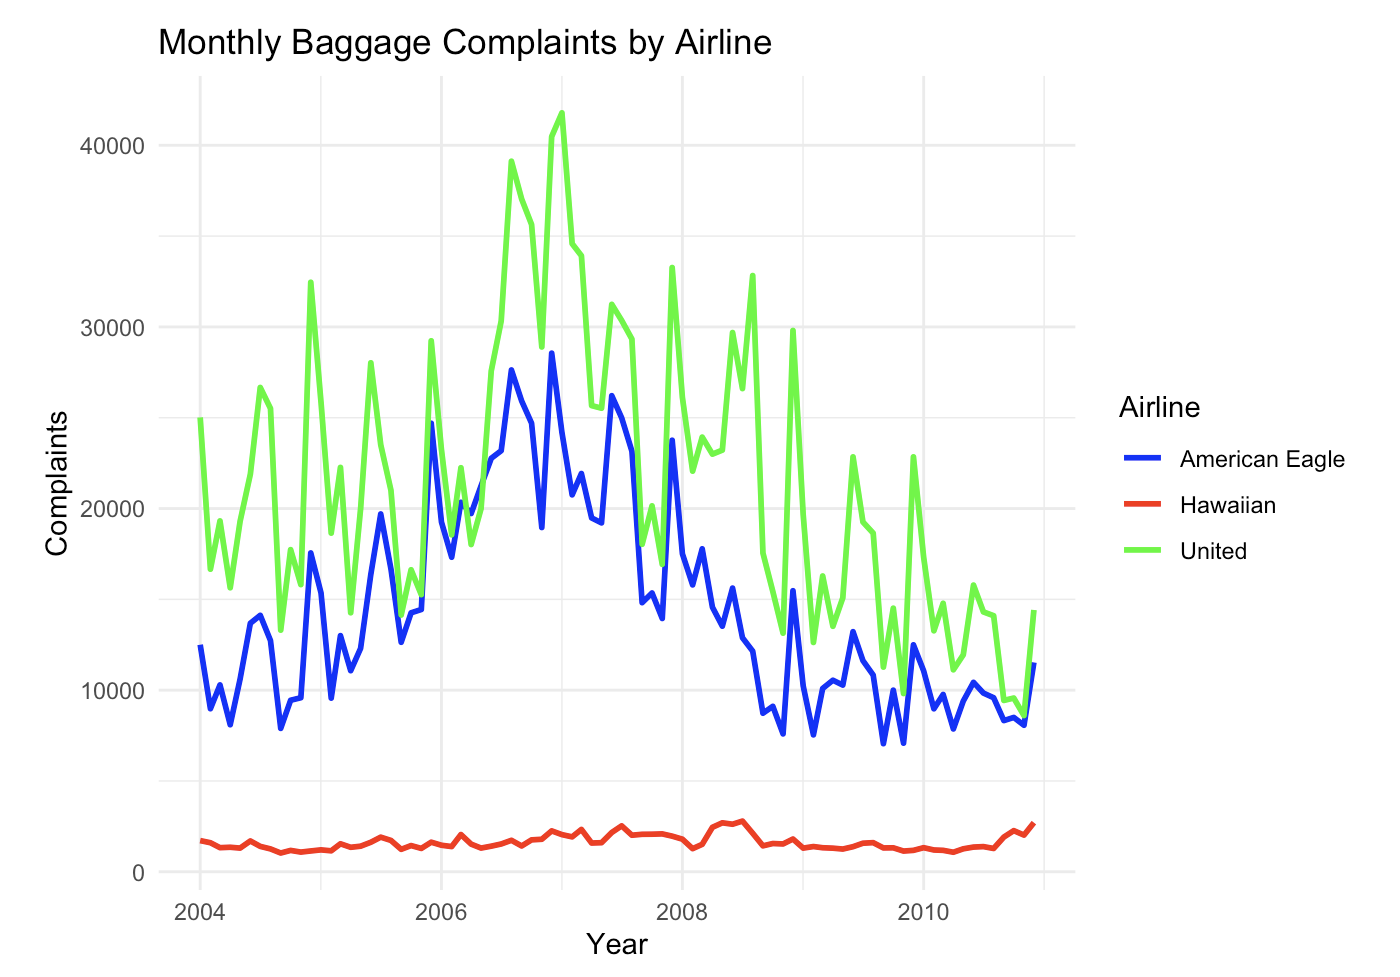 Monthly Baggage Complaints by Airline
40000
30000
20000
10000
0
Complaints
2004
2006
2008
2010
Year
Airline
American Eagle
Hawaiian
United